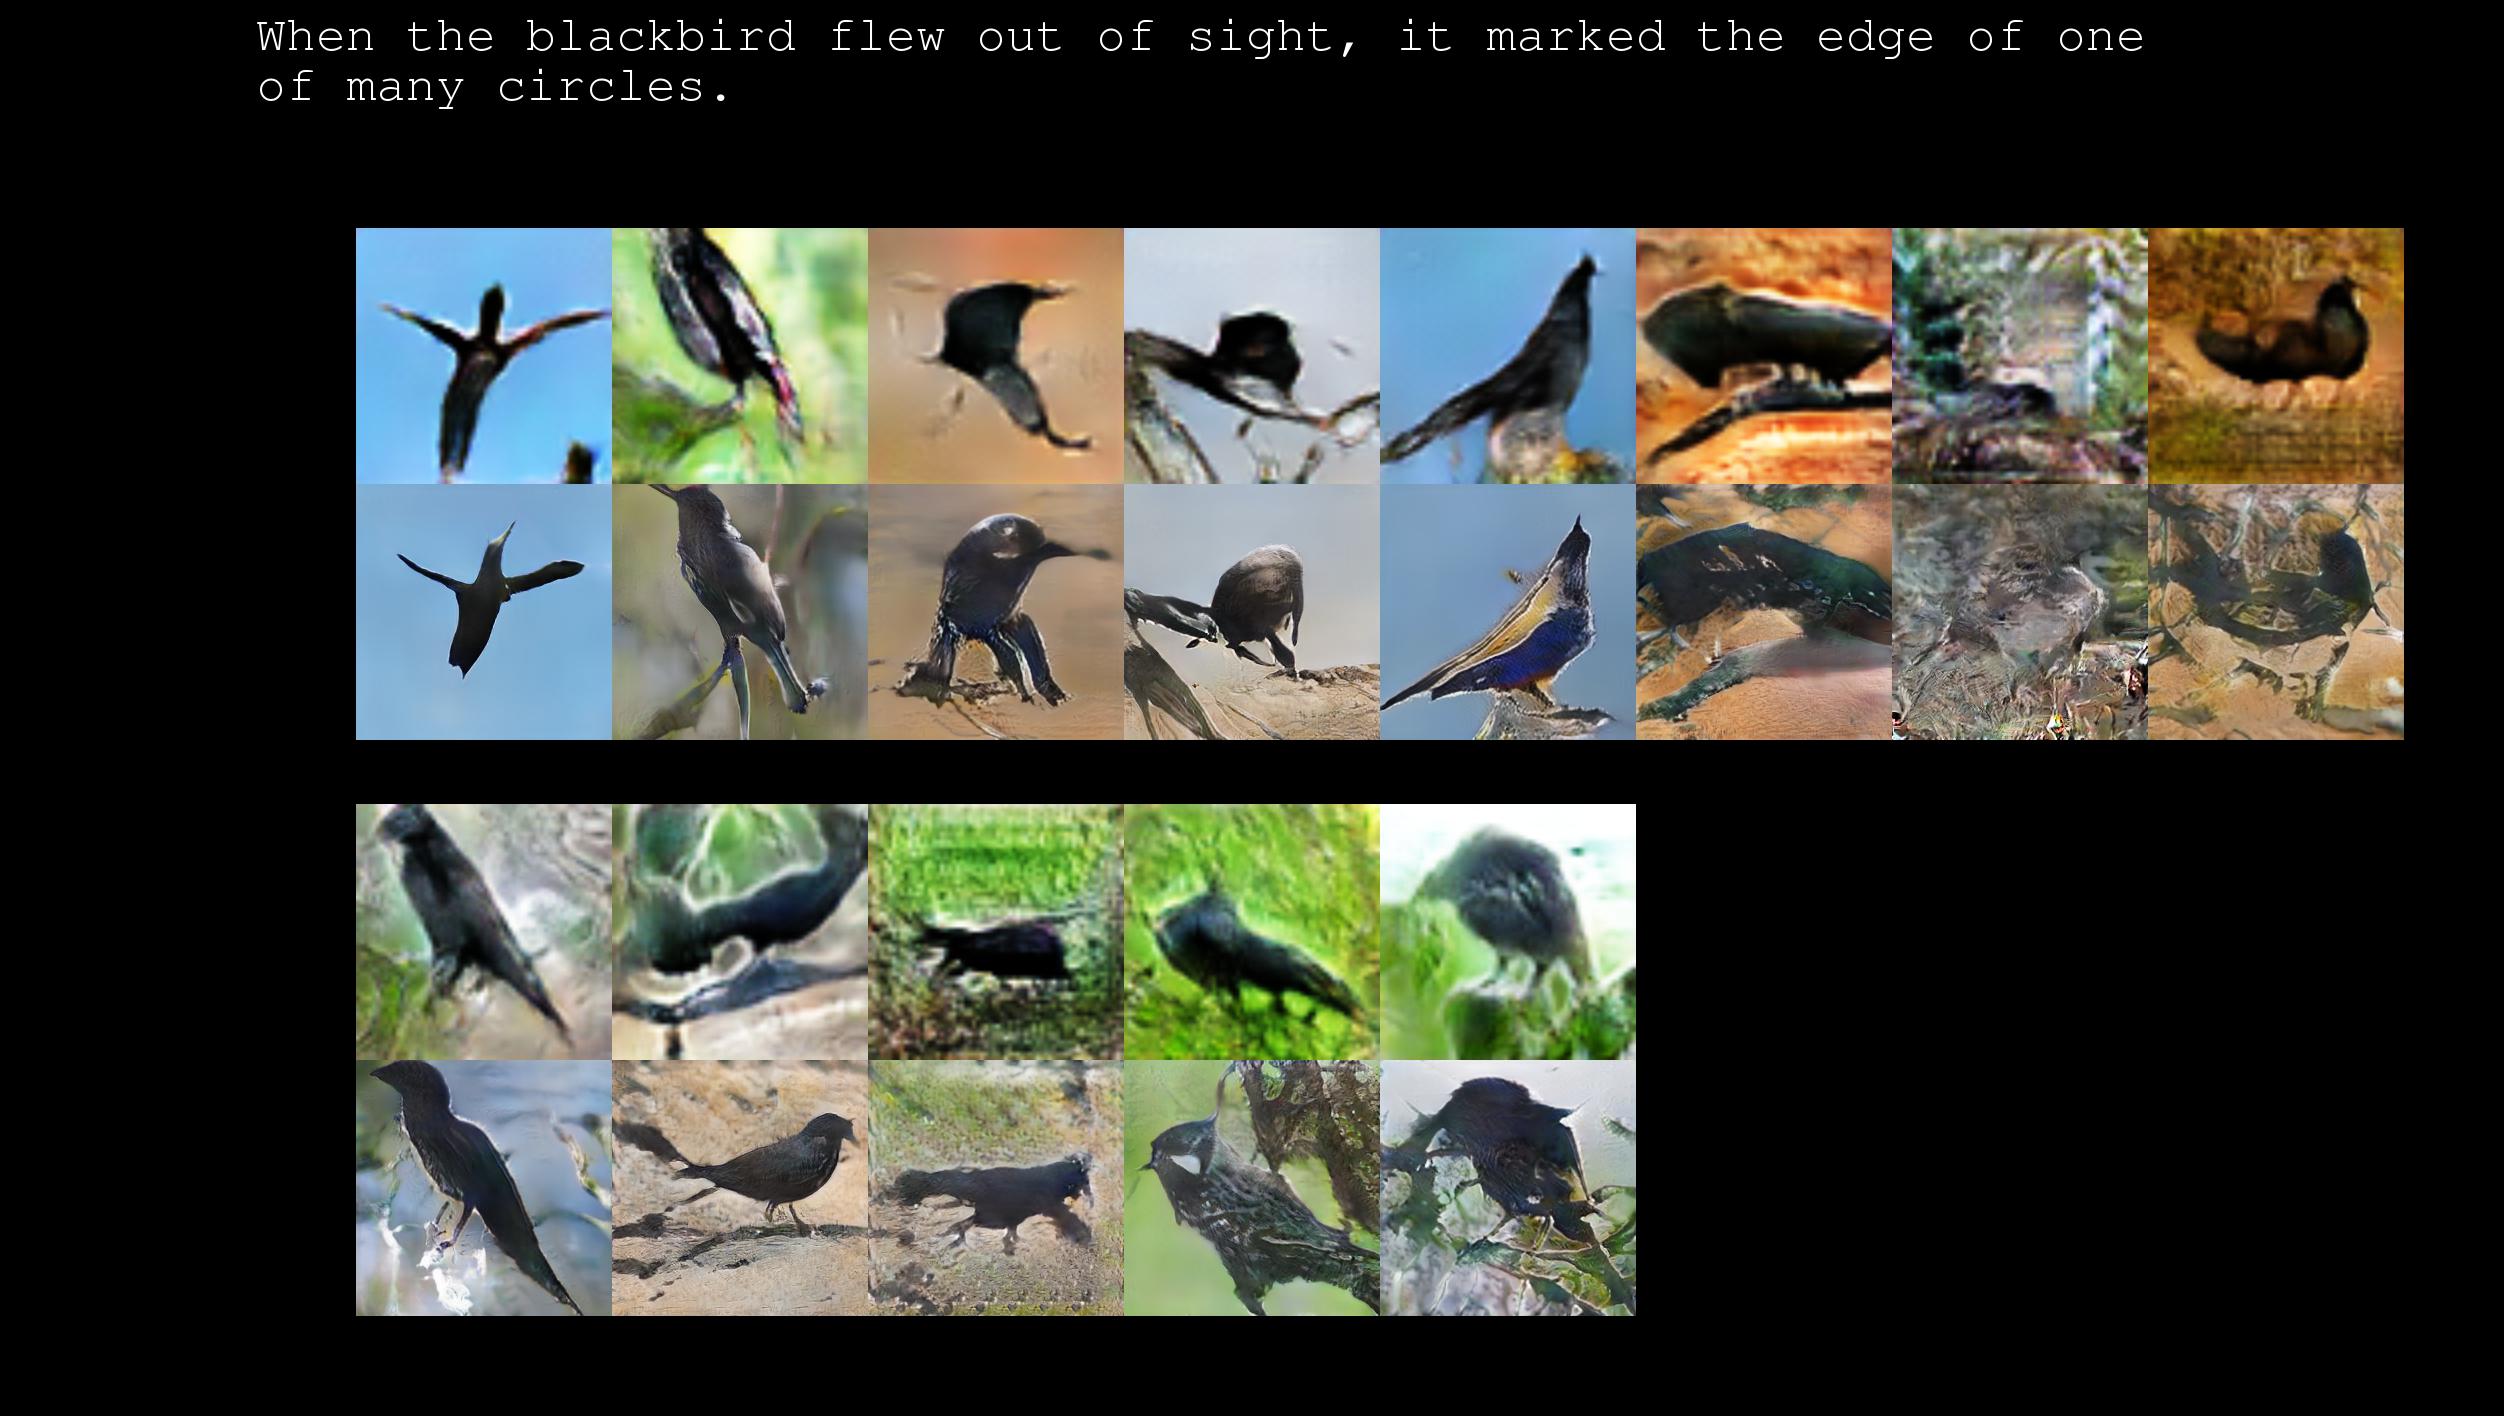 When the blackbird flew out of sight, it marked the edge of one
of many circles.